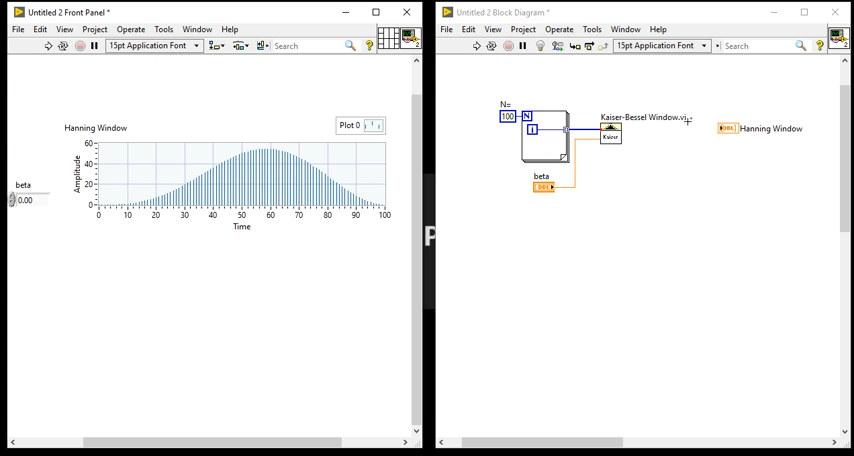 Untitled 2 Front Panel *
File Edit View Project Operate Tools Window Help
15pt Application Font
Search
2
Hanning Window
Plot 0
Amplitude
60
40
20
0
0 10 20 30 40 50 60 70 80 90 100
Time
beta
0.00
P
Untitled 2 Block Diagram *
File Edit View Project Operate Tools Window Help
15pt Application Font
Search
2
N=
100
N
i
Kaiser-Bessel Window.vi
Kaiser
Hanning Window
DBL
beta
DBL